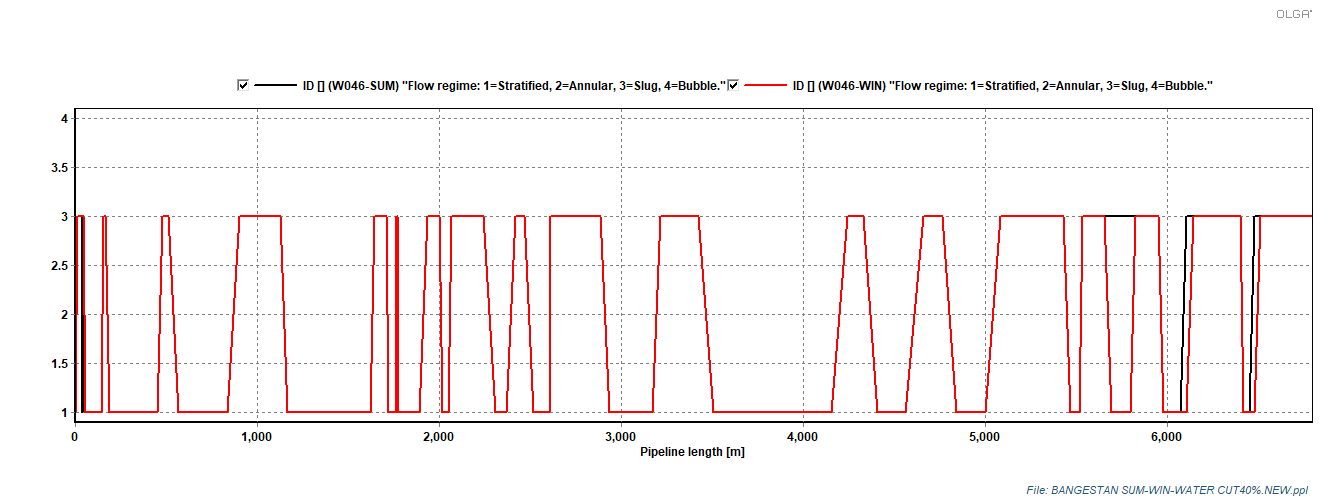 OLGA
ID [] (W046-SUM) "Flow regime: 1=Stratified, 2=Annular, 3=Slug, 4=Bubble."
ID [] (W046-WIN) "Flow regime: 1=Stratified, 2=Annular, 3=Slug, 4=Bubble."
4
3.5
3
2.5
2
1.5
1
0 1,000 2,000 3,000 4,000 5,000 6,000
Pipeline length [m]
File: BANGESTAN SUM-WIN-WATER CUT40%.NEW.ppl